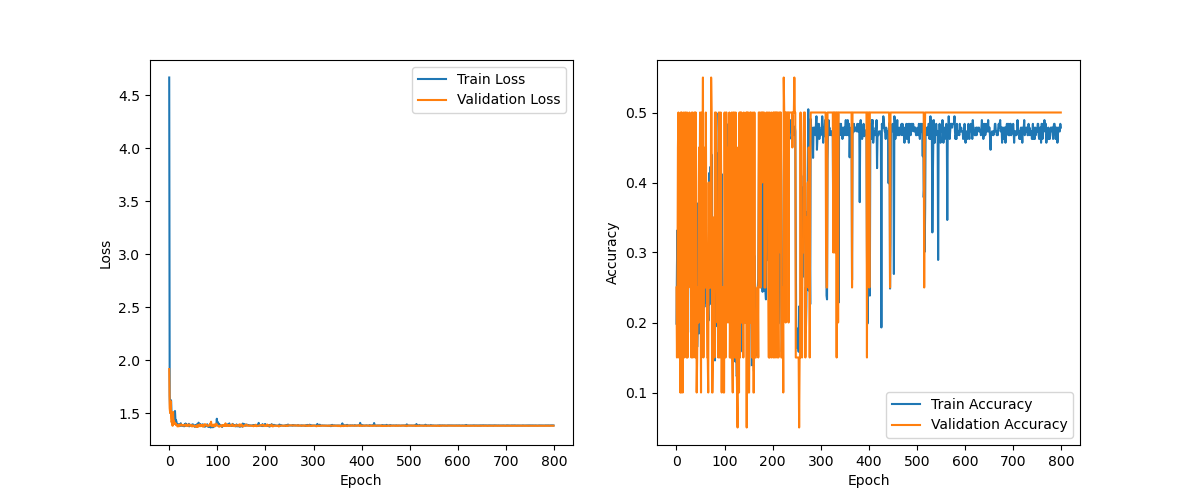 4.5
4.0
3.5
3.0
2.5
2.0
1.5
Loss
0 100 200 300 400 500 600 700 800
Epoch
Train Loss
Validation Loss
0.5
0.4
0.3
0.2
0.1
Accuracy
0 100 200 300 400 500 600 700 800
Epoch
Train Accuracy
Validation Accuracy